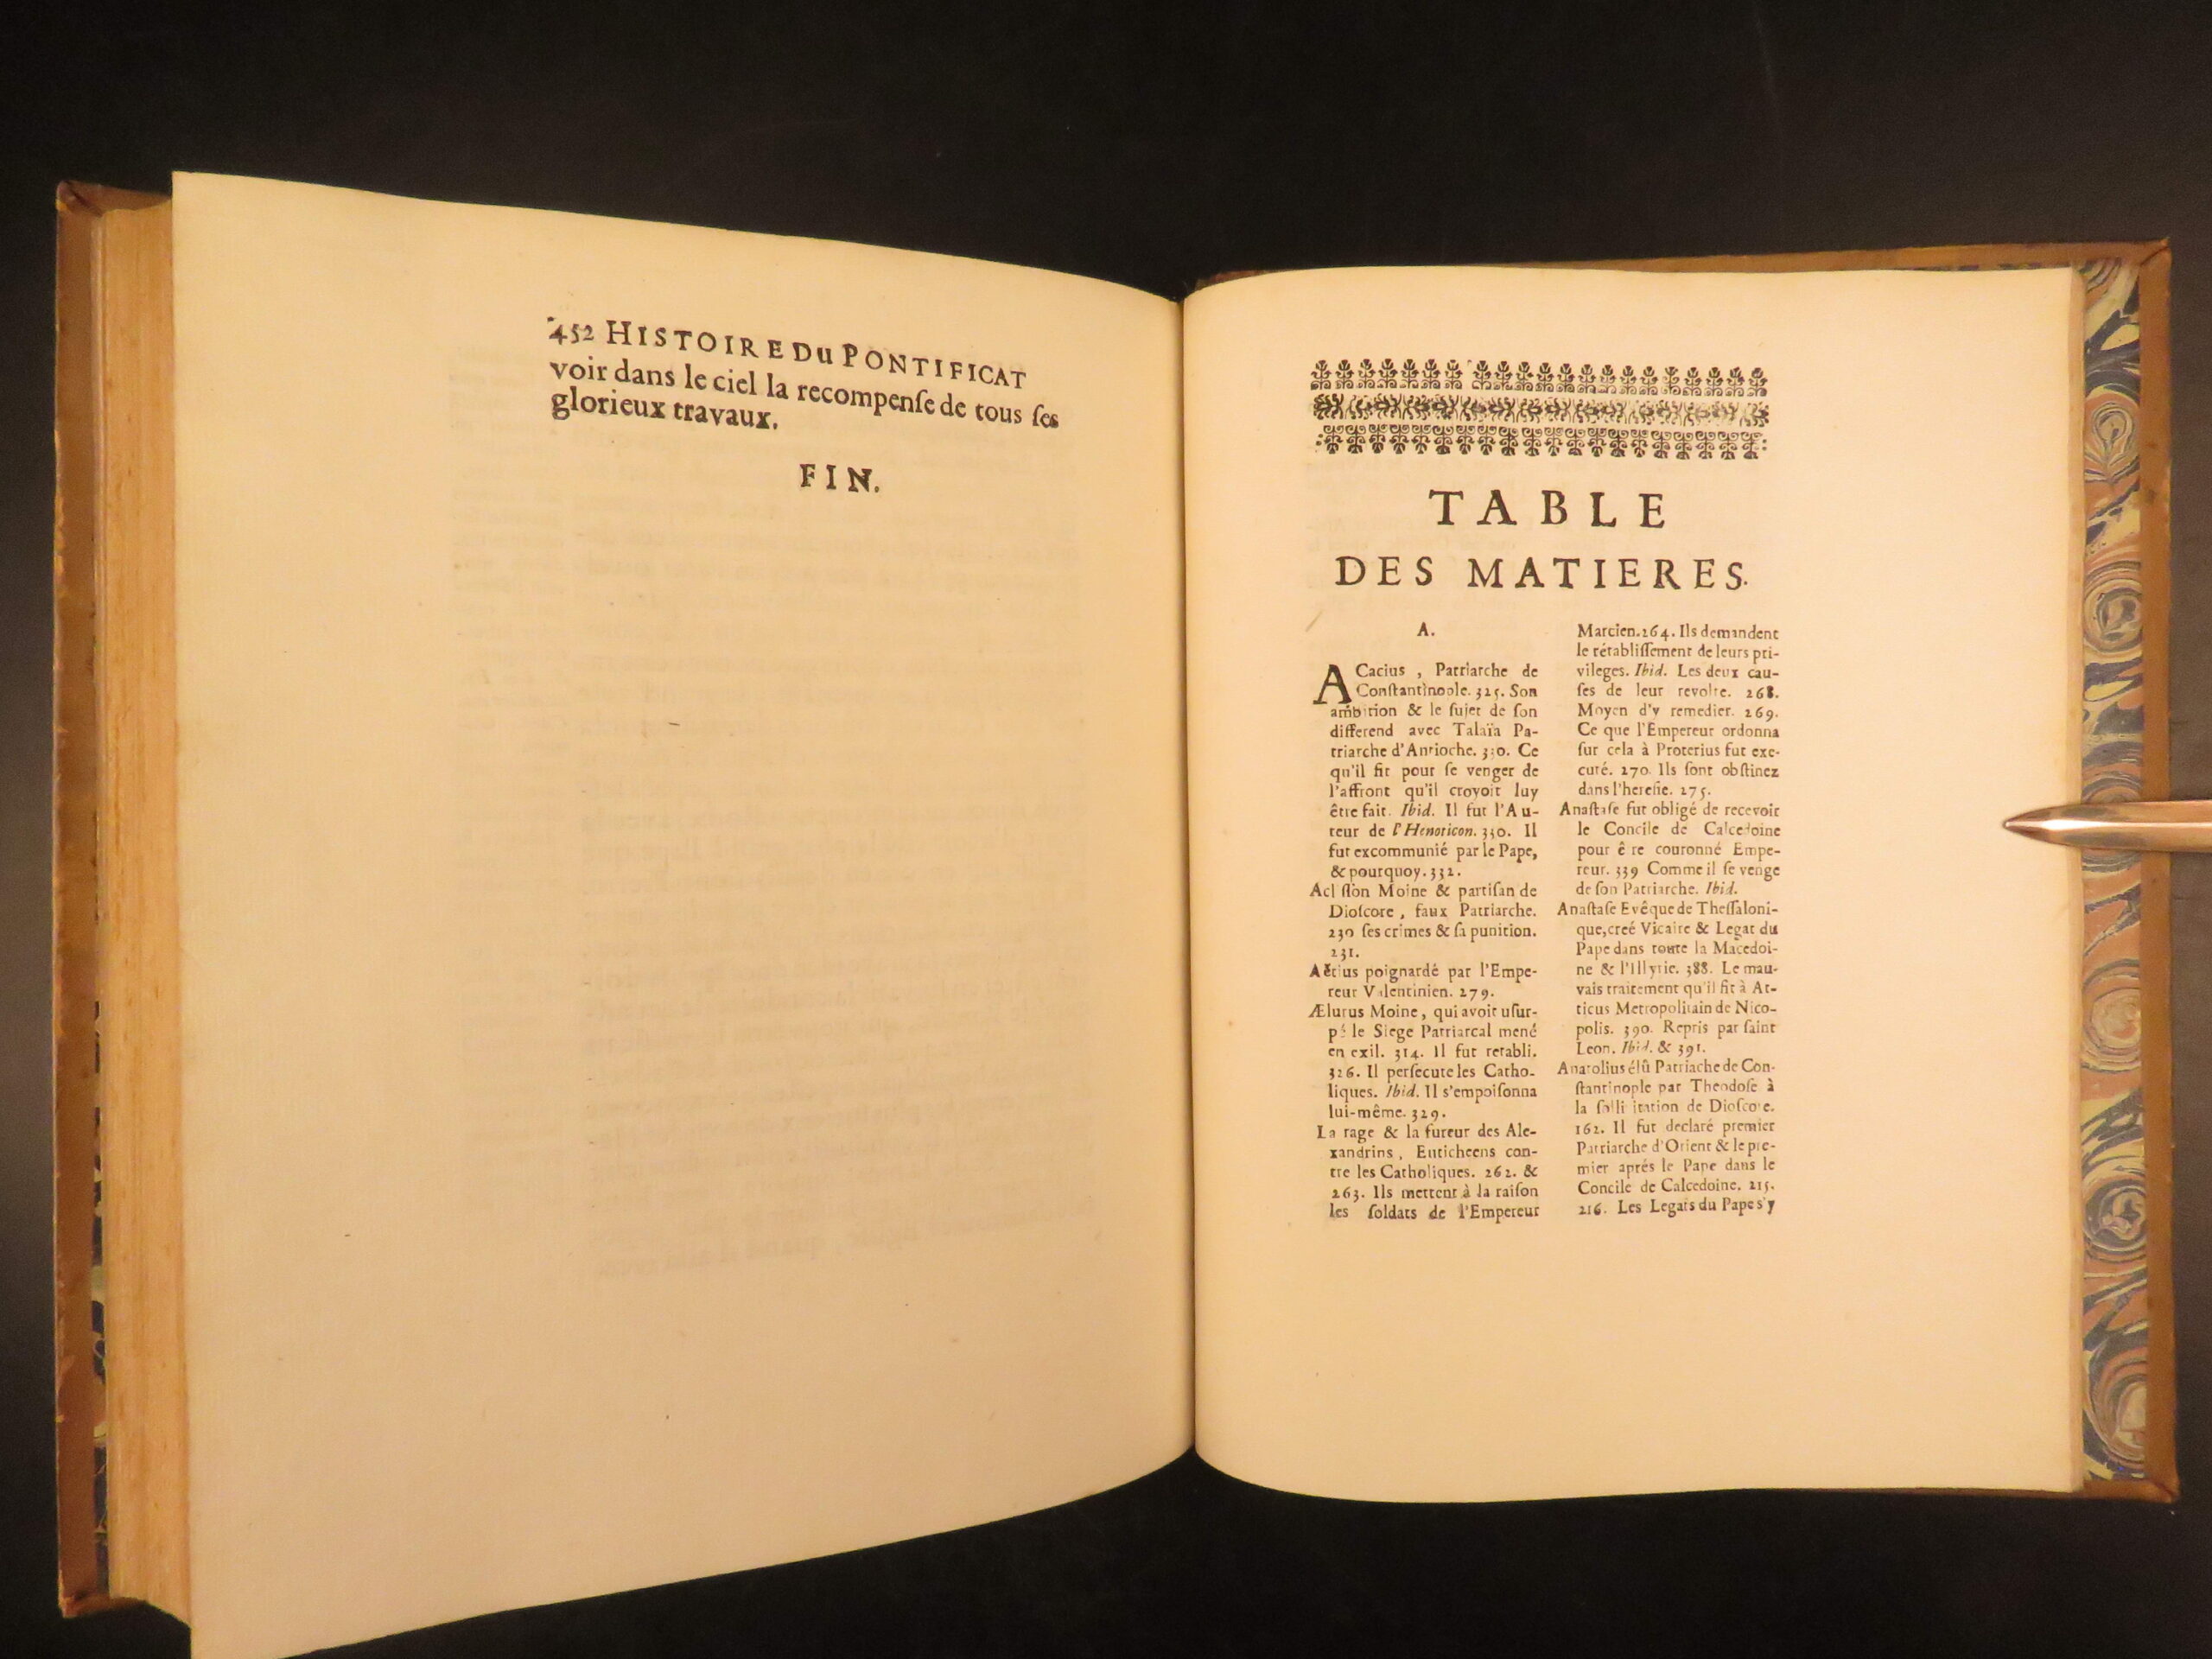 452 HISTOIRE DU PONTIFICAT
voir dans le ciel la recompenſe de tous ſes
glorieux travaux.
FIN.
TABLE
DES MATIERES.
A.
ACacius , Patriarche de
Conſtantinople. 325. Son
ambition & le ſujet de ſon
differend avec Talaïa Pa-
triarche d'Antioche. 330. Ce
qu'il fit pour ſe venger de
l'affront qu'il croyoit luy
être fait. Ibid. Il fut l'Au-
teur de l'Henoticon. 330. Il
fut excommunié par le Pape,
& pourquoy. 332.
Moine & partiſan de
Dioſcore , faux Patriarche.
230 ſes crimes & ſa punition.
231.
Aëtius poignardé par l'Empe-
reur Valentinien. 279.
Ælurus Moine, qui avoit uſur-
pé le Siege Patriarcal mené
en exil. 314. Il fut retabli.
326. Il perſecute les Catho-
liques. Ibid. Il s'empoiſonna
lui-même. 329.
La rage & la fureur des Ale-
xandrins , Euticheens con-
tre les Catholiques. 262. &
263. Ils mettent à la raiſon
les ſoldats de l'Empereur
Marcien. 264. Ils demandent
le rétabliſſement de leurs pri-
vileges. Ibid. Les deux cau-
ſes de leur revolte. 268.
Moyen d'y remedier. 269.
Ce que l'Empereur ordonna
ſur cela à Proterius fut exe-
cuté. 270. Ils ſont obſtinez
dans l'hereſie. 275.
Anaſtaſe fut obligé de recevoir
le Concile de Calcedoine
pour être couronné Empe-
reur. 339 Comme il ſe venge
de ſon Patriarche. Ibid.
Anaſtaſe Evêque de Theſſaloni-
que, creé Vicaire & Legat du
Pape dans toute la Macedoi-
ne & l'Illyrie. 388. Le mau-
vais traitement qu'il fit à At-
ticus Metropolitain de Nico-
polis. 390. Repris par ſaint
Leon. Ibid. & 391.
Anatolius élû Patriache de Con-
ſtantinople par Theodoſe à
la ſollicitation de Dioſcore.
162. Il fut declaré premier
Patriarche d'Orient & le pre-
mier aprés le Pape dans le
Concile de Calcedoine. 215.
216. Les Legats du Pape s'y